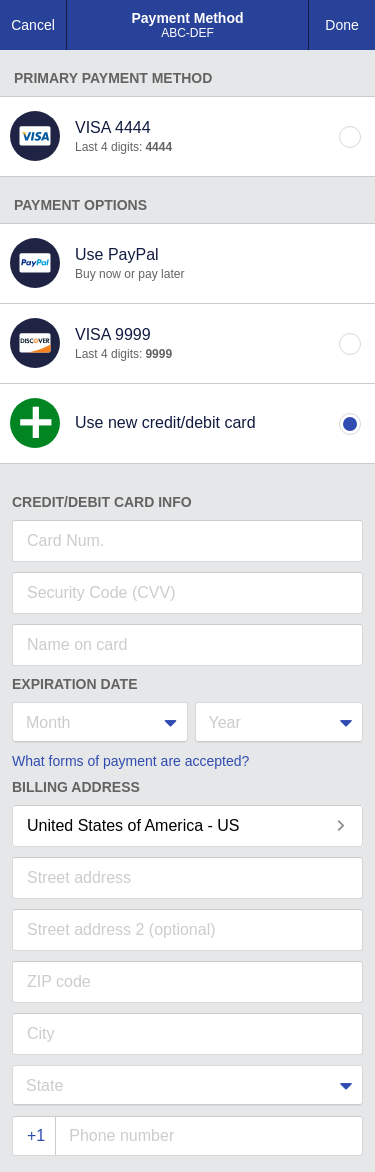 Cancel
Payment Method
ABC-DEF
Done
PRIMARY PAYMENT METHOD
VISA
VISA 4444
Last 4 digits: 4444
PAYMENT OPTIONS
PayPal
Use PayPal
Buy now or pay later
DISCOVER
VISA 9999
Last 4 digits: 9999
Use new credit/debit card
CREDIT/DEBIT CARD INFO
Card Num.
Security Code (CVV)
Name on card
EXPIRATION DATE
Month
Year
What forms of payment are accepted?
BILLING ADDRESS
United States of America - US
Street address
Street address 2 (optional)
ZIP code
City
State
+1
Phone number